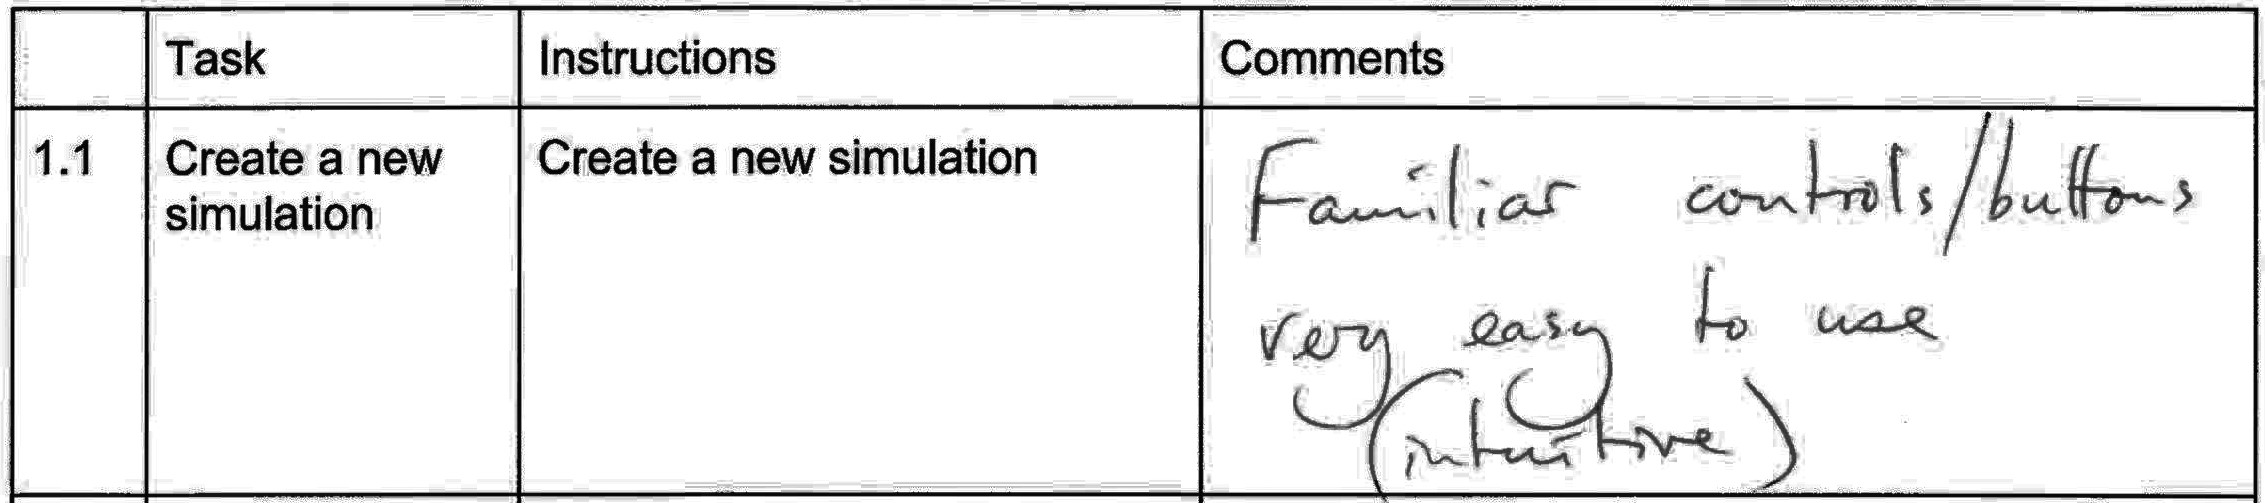 Task Instructions Comments
1.1 Create a new simulation Create a new simulation Familiar controls/buttons
very easy to use
(intuitive)